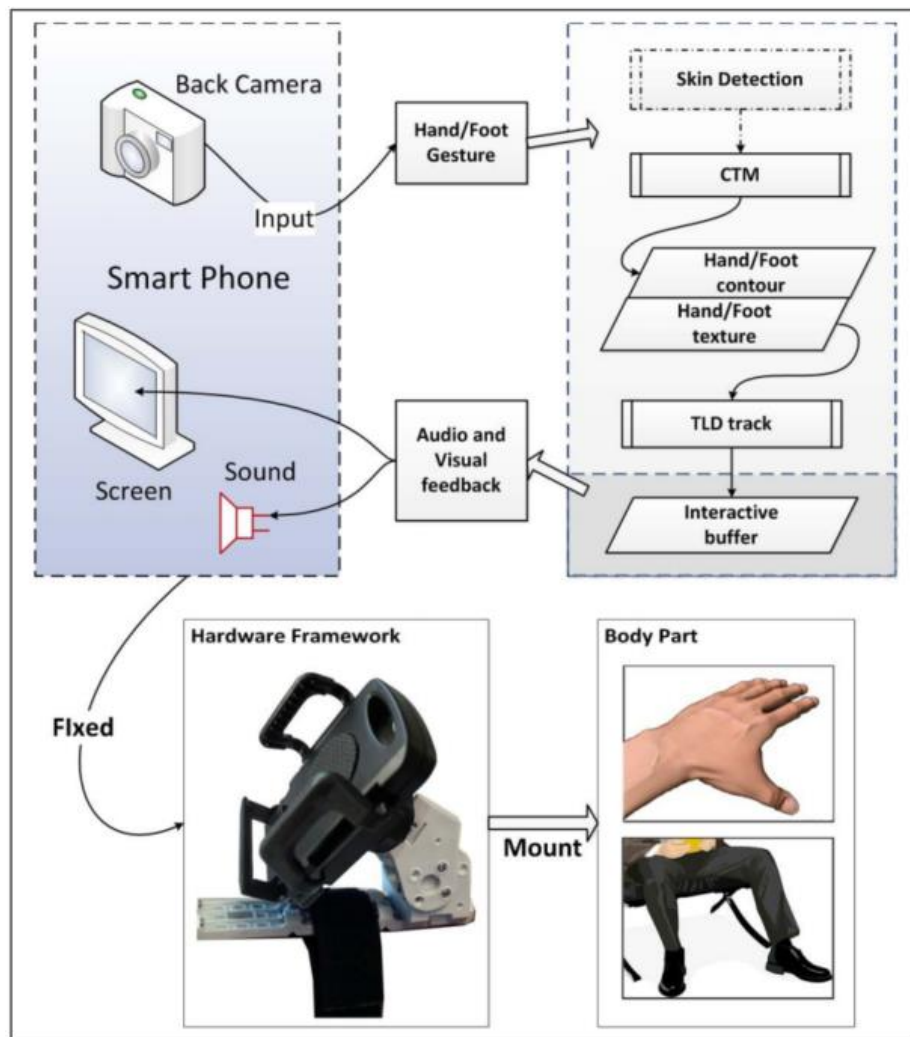 Back Camera
Input
Smart Phone
Screen
Sound
Hand/Foot
Gesture
Skin Detection
CTM
Hand/Foot
contour
Hand/Foot
texture
TLD track
Interactive
buffer
Audio and
Visual
feedback
FIxed
Hardware Framework
Mount
Body Part